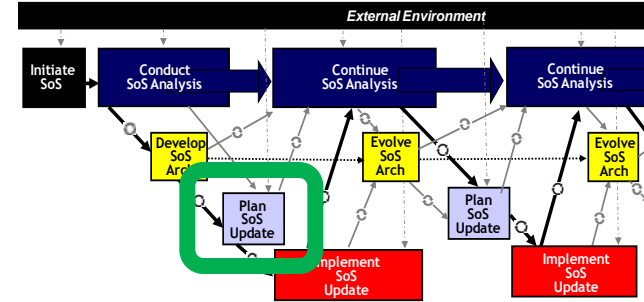 External Environment
Initiate
SoS
Conduct
SoS Analysis
Continue
SoS Analysis
Continue
SoS Analysis
Develop
SoS
Arch
Evolve
SoS
Arch
Evolve
SoS
Arch
Plan
SoS
Update
Plan
SoS
Update
Implement
SoS
Update
Implement
SoS
Update